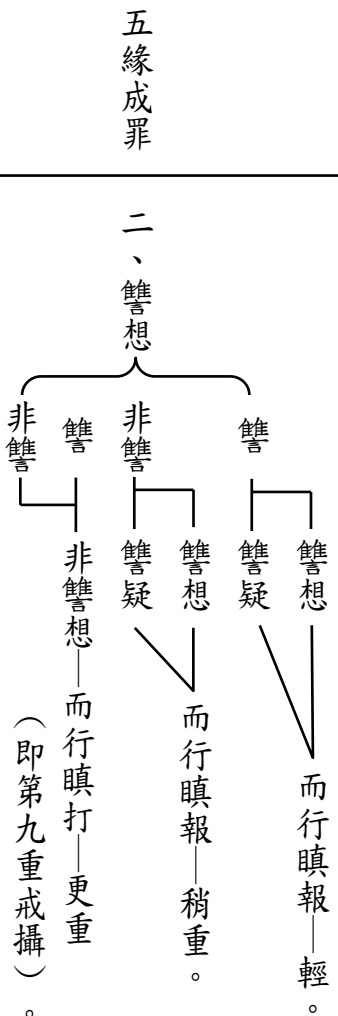 五緣成罪
二、讐想
讐
讐想
讐疑
而行瞋報—輕。
非讐
讐想
讐疑
而行瞋報—稍重。
讐
非讐
非讐想—而行瞋打—更重
（即第九重戒攝）。